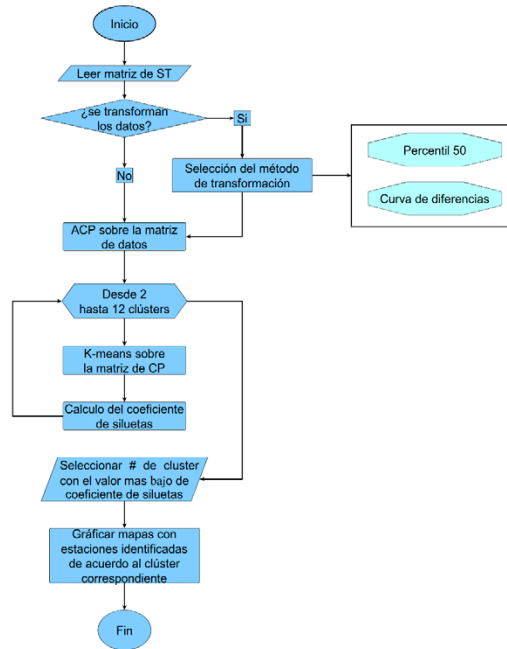 Inicio
Leer matriz de ST
¿se transforman
los datos?
Si
No
Selección del método
de transformación
Percentil 50
Curva de diferencias
ACP sobre la matriz
de datos
Desde 2
hasta 12 clústers
K-means sobre
la matriz de CP
Calculo del coeficiente
de siluetas
Seleccionar # de cluster
con el valor mas bajo de
coeficiente de siluetas
Gráficar mapas con
estaciones identificadas
de acuerdo al clúster
correspondiente
Fin